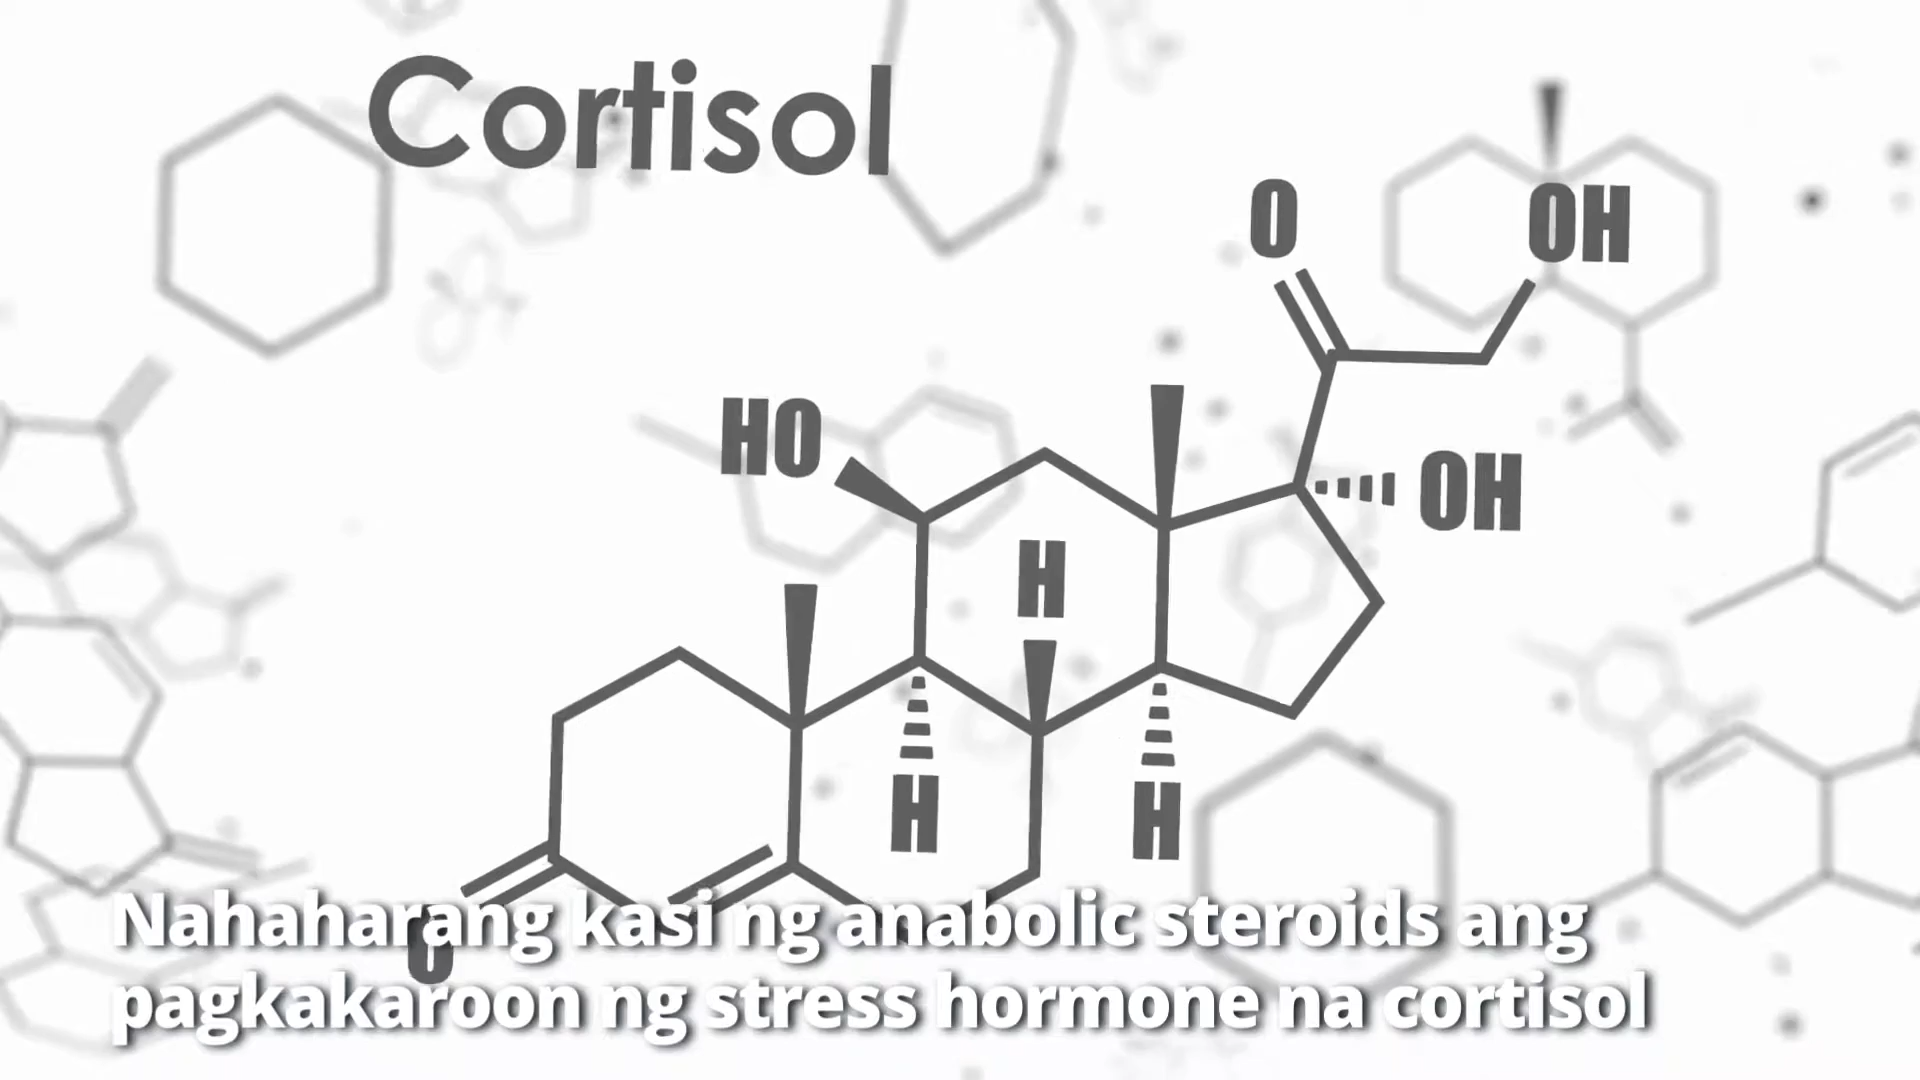 Cortisol
O
OH
HO
OH
H
H
H
O
Nahaharang kasi ng anabolic steroids ang
pagkakaroon ng stress hormone na cortisol